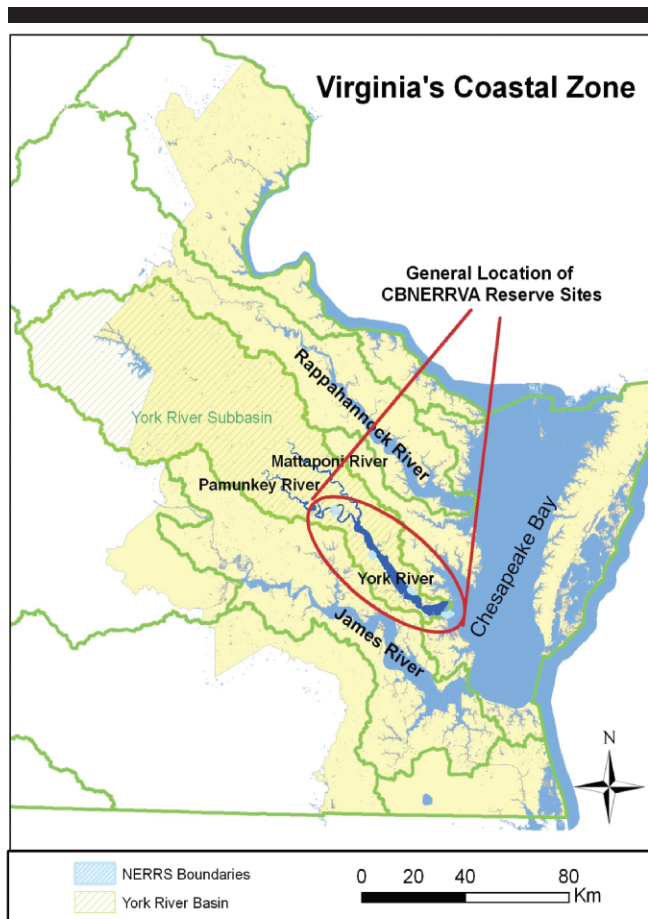 Virginia's Coastal Zone
General Location of
CBNERRVA Reserve Sites
Rappahannock River
York River Subbasin
Mattaponi River
Pamunkey River
York River
Chesapeake Bay
James River
N
NERRS Boundaries
York River Basin
0 20 40 80
Km